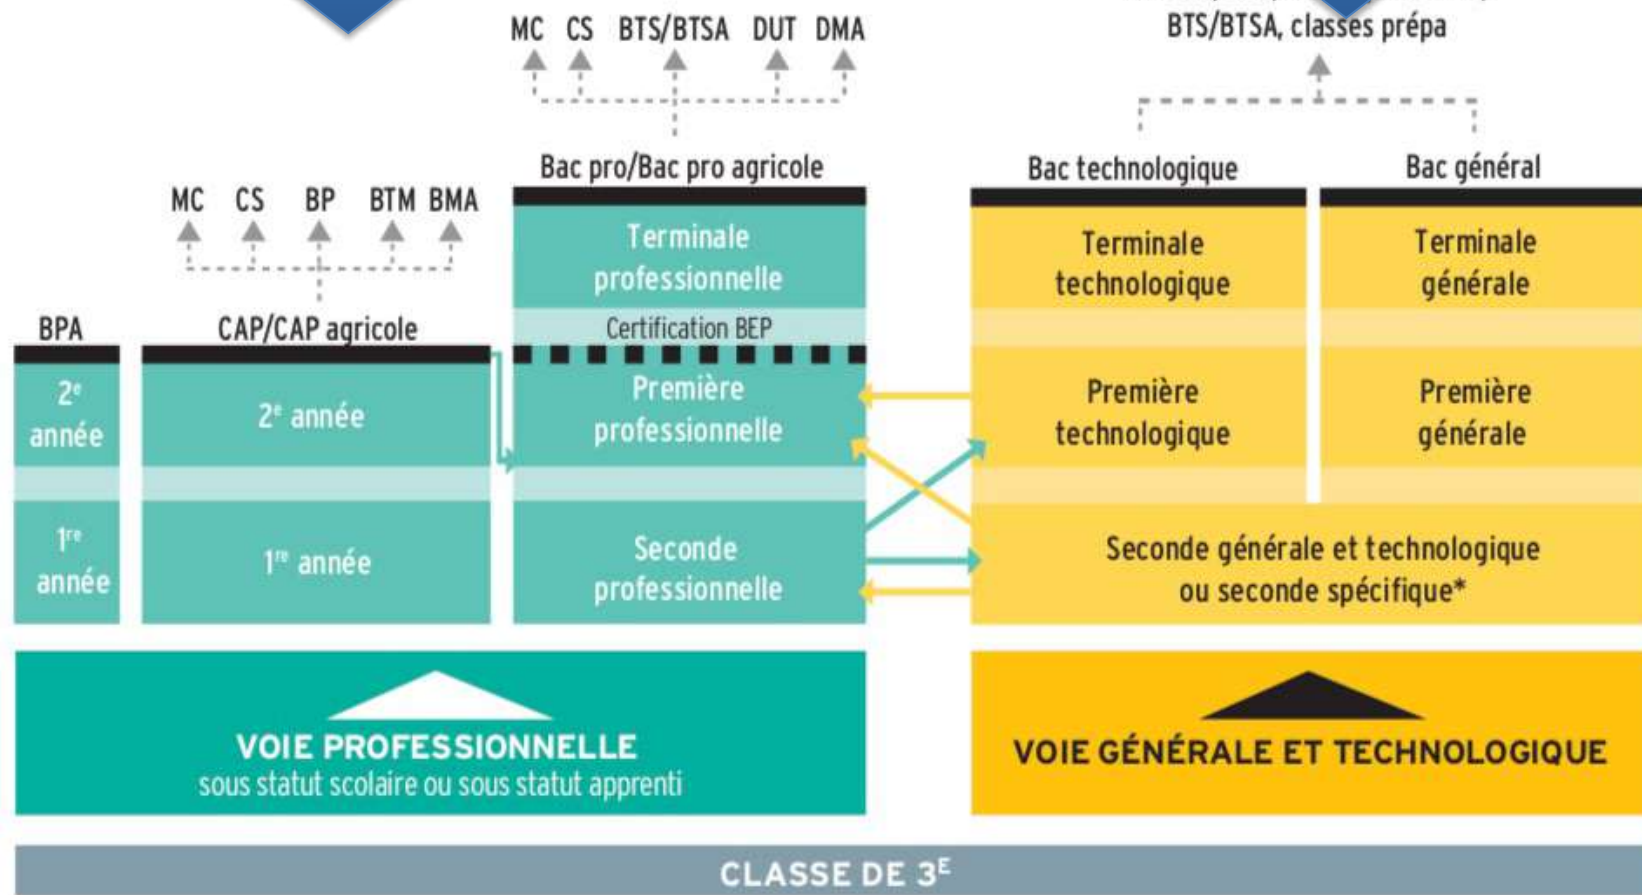 MC CS BTS/BTSA DUT DMA
BTS/BTSA, classes prépa
Bac pro/Bac pro agricole
Bac technologique
Bac général
MC CS BP BTM BMA
Terminale
professionnelle
Terminale
technologique
Terminale
générale
BPA
CAP/CAP agricole
Certification BEP
2e
année
2e année
Première
professionnelle
Première
technologique
Première
générale
1re
année
1re année
Seconde
professionnelle
Seconde générale et technologique
ou seconde spécifique*
VOIE PROFESSIONNELLE
sous statut scolaire ou sous statut apprenti
VOIE GÉNÉRALE ET TECHNOLOGIQUE
CLASSE DE 3E